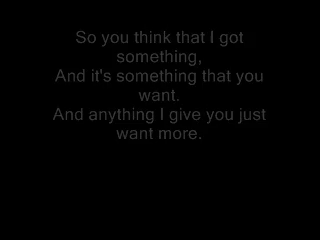 So you think that I got
something,
And it's something that you
want.
And anything I give you just
want more.